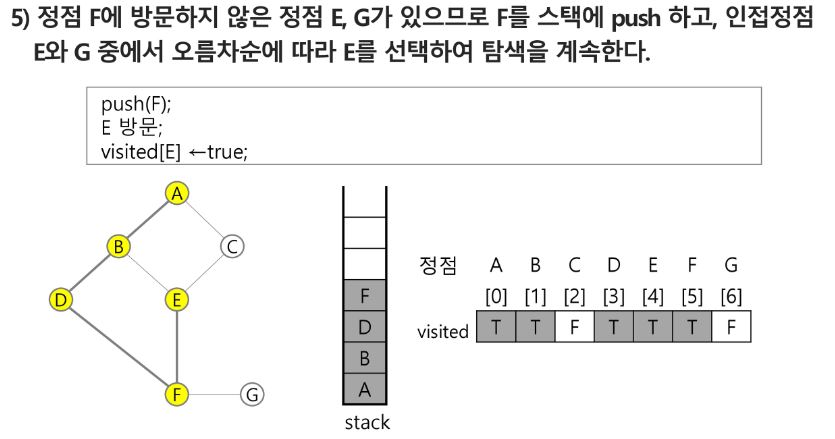 5) 정점 F에 방문하지 않은 정점 E, G가 있으므로 F를 스택에 push 하고, 인접정점
E와 G 중에서 오름차순에 따라 E를 선택하여 탐색을 계속한다.
push(F);
E 방문;
visited[E] ←true;
A
B
C
D
E
F
G
F
D
B
A
stack
정점 A B C D E F G
[0] [1] [2] [3] [4] [5] [6]
visited T T F T T T F